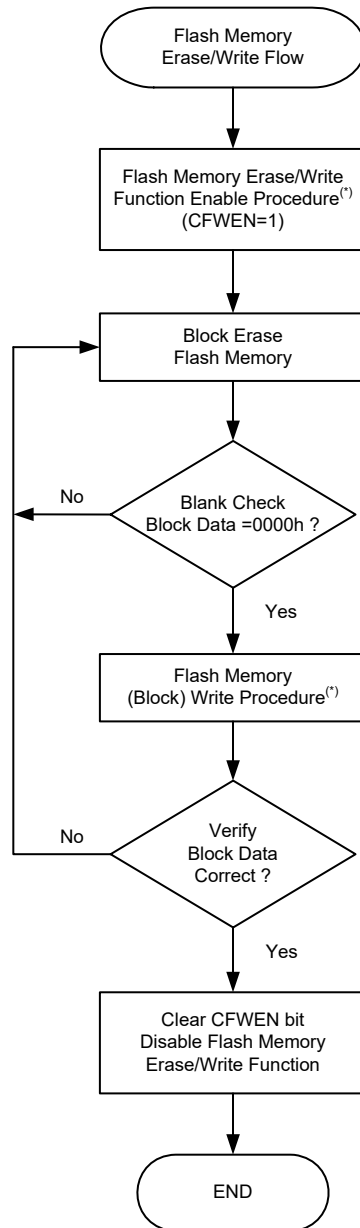 Flash Memory
Erase/Write Flow
Flash Memory Erase/Write
Function Enable Procedure(*)
(CFWEN=1)
Block Erase
Flash Memory
No
Blank Check
Block Data =0000h ?
Yes
Flash Memory
(Block) Write Procedure(*)
No
Verify
Block Data
Correct ?
Yes
Clear CFWEN bit
Disable Flash Memory
Erase/Write Function
END